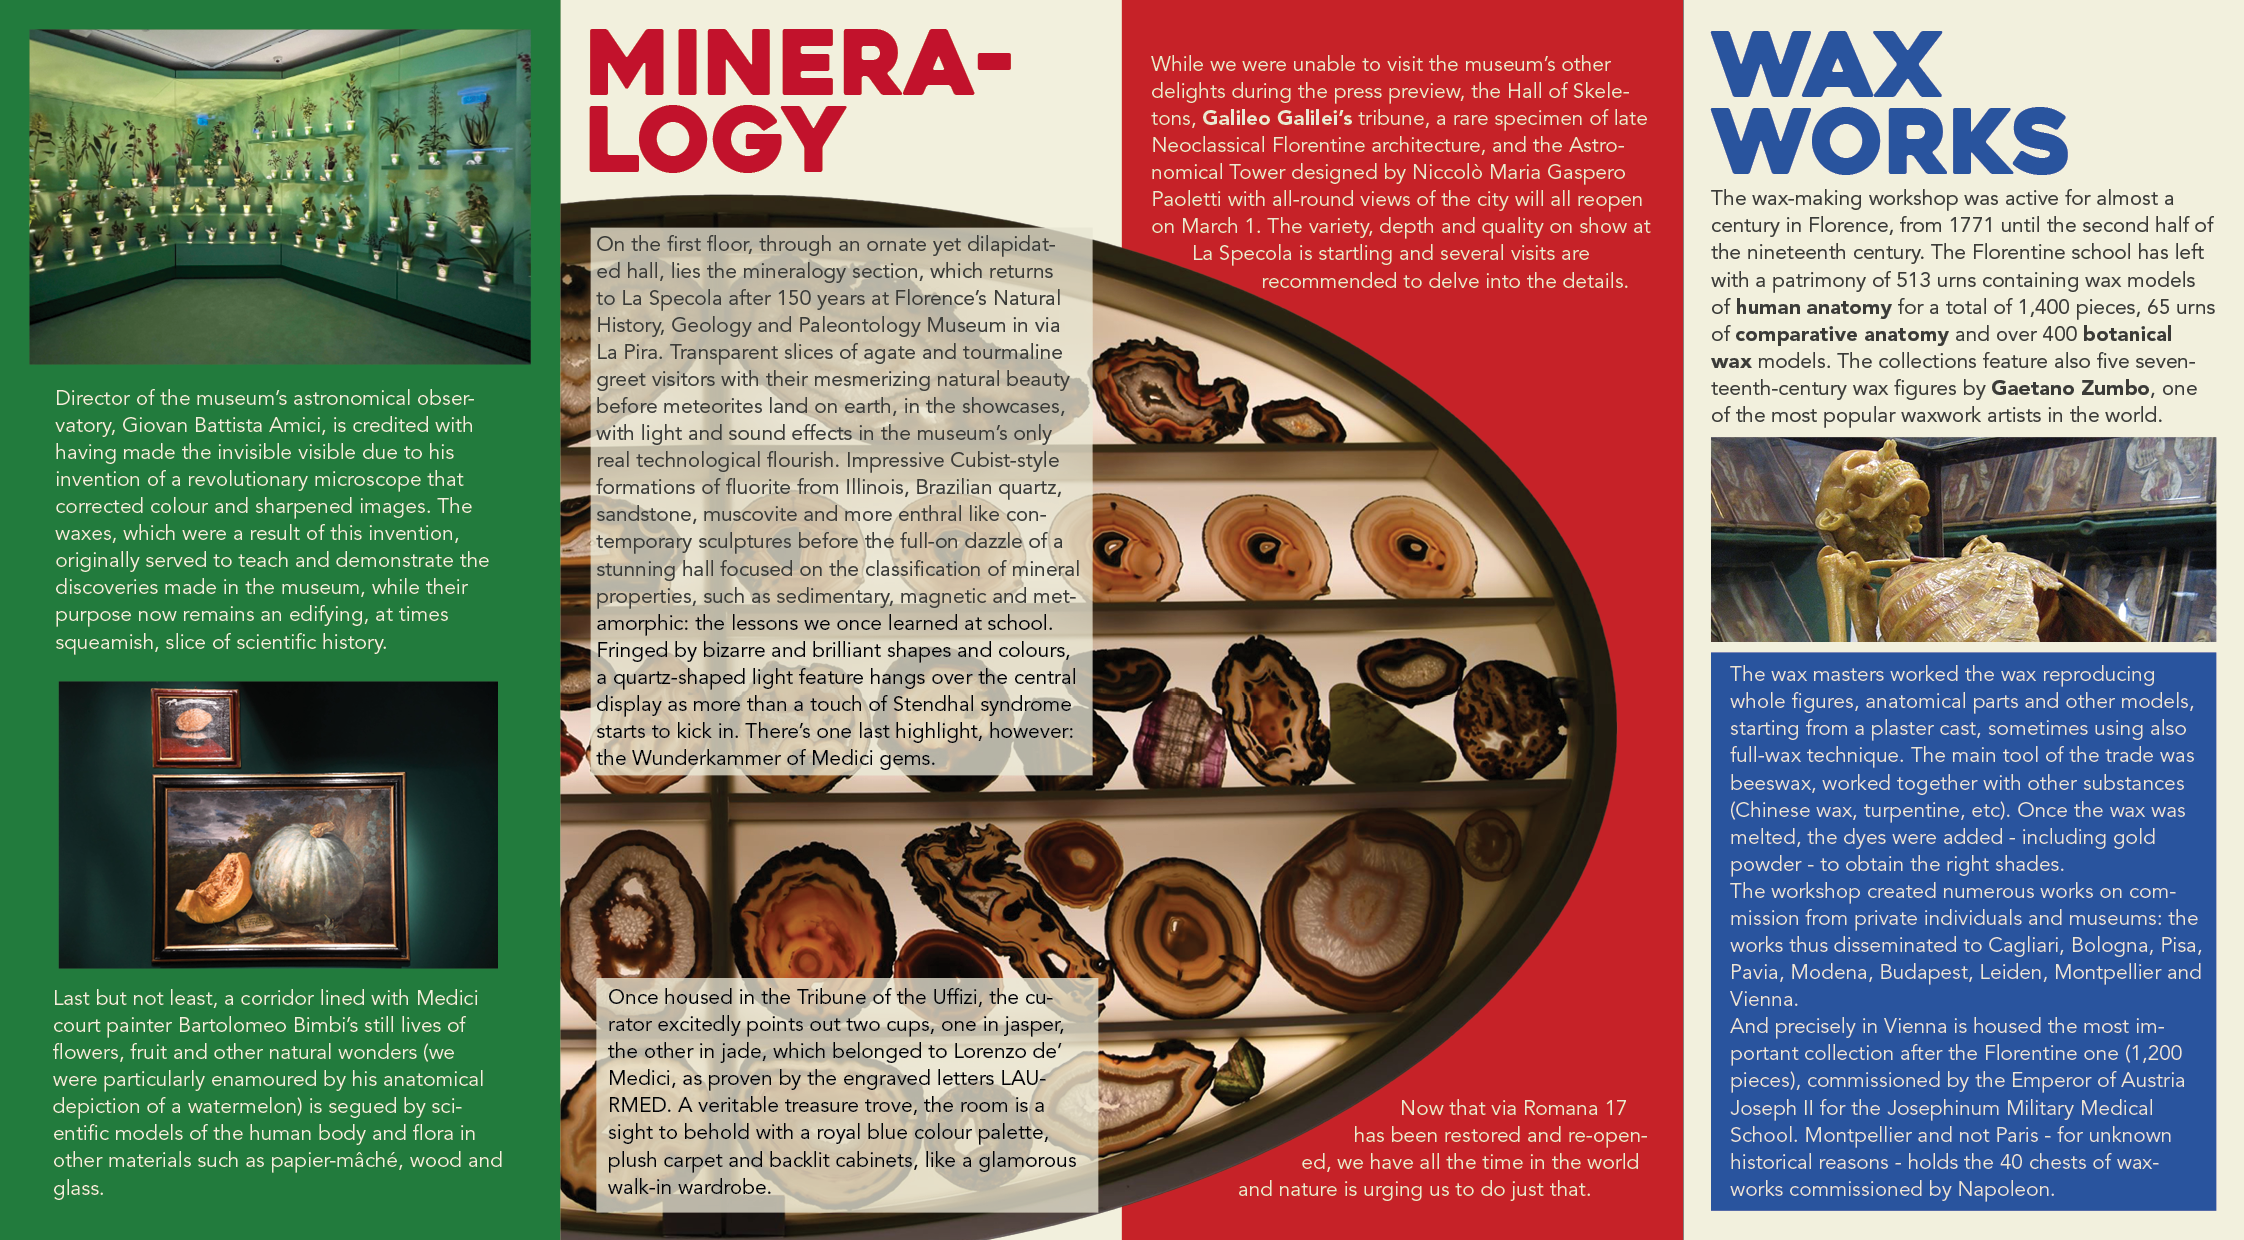 Director of the museum's astronomical obser-
vatory, Giovan Battista Amici, is credited with
having made the invisible visible due to his
invention of a revolutionary microscope that
corrected colour and sharpened images. The
waxes, which were a result of this invention,
originally served to teach and demonstrate the
discoveries made in the museum, while their
purpose now remains an edifying, at times
squeamish, slice of scientific history.
Last but not least, a corridor lined with Medici
court painter Bartolomeo Bimbi's still lives of
flowers, fruit and other natural wonders (we
were particularly enamoured by his anatomical
depiction of a watermelon) is segued by sci-
entific models of the human body and flora in
other materials such as papier-mâché, wood and
glass.
MINERA-
LOGY
On the first floor, through an ornate yet dilapidat-
ed hall, lies the mineralogy section, which returns
to La Specola after 150 years at Florence's Natural
History, Geology and Paleontology Museum in via
La Pira. Transparent slices of agate and tourmaline
greet visitors with their mesmerizing natural beauty
before meteorites land on earth, in the showcases,
with light and sound effects in the museum's only
real technological flourish. Impressive Cubist-style
formations of fluorite from Illinois, Brazilian quartz,
sandstone, muscovite and more enthral like con-
temporary sculptures before the full-on dazzle of a
stunning hall focused on the classification of mineral
properties, such as sedimentary, magnetic and met-
amorphic: the lessons we once learned at school.
Fringed by bizarre and brilliant shapes and colours,
a quartz-shaped light feature hangs over the central
display as more than a touch of Stendhal syndrome
starts to kick in. There's one last highlight, however:
the Wunderkammer of Medici gems.
Once housed in the Tribune of the Uffizi, the cu-
rator excitedly points out two cups, one in jasper,
the other in jade, which belonged to Lorenzo de'
Medici, as proven by the engraved letters LAU-
RMED. A veritable treasure trove, the room is a
sight to behold with a royal blue colour palette,
plush carpet and backlit cabinets, like a glamorous
walk-in wardrobe.
While we were unable to visit the museum's other
delights during the press preview, the Hall of Skele-
tons, Galileo Galilei's tribune, a rare specimen of late
Neoclassical Florentine architecture, and the Astro-
nomical Tower designed by Niccolò Maria Gaspero
Paoletti with all-round views of the city will all reopen
on March 1. The variety, depth and quality on show at
La Specola is startling and several visits are
recommended to delve into the details.
Now that via Romana 17
has been restored and re-open-
ed, we have all the time in the world
and nature is urging us to do just that.
WAX
WORKS
The wax-making workshop was active for almost a
century in Florence, from 1771 until the second half of
the nineteenth century. The Florentine school has left
with a patrimony of 513 urns containing wax models
of human anatomy for a total of 1,400 pieces, 65 urns
of comparative anatomy and over 400 botanical
wax models. The collections feature also five seven-
teenth-century wax figures by Gaetano Zumbo, one
of the most popular waxwork artists in the world.
The wax masters worked the wax reproducing
whole figures, anatomical parts and other models,
starting from a plaster cast, sometimes using also
full-wax technique. The main tool of the trade was
beeswax, worked together with other substances
(Chinese wax, turpentine, etc). Once the wax was
melted, the dyes were added - including gold
powder - to obtain the right shades.
The workshop created numerous works on com-
mission from private individuals and museums: the
works thus disseminated to Cagliari, Bologna, Pisa,
Pavia, Modena, Budapest, Leiden, Montpellier and
Vienna.
And precisely in Vienna is housed the most im-
portant collection after the Florentine one (1,200
pieces), commissioned by the Emperor of Austria
Joseph II for the Josephinum Military Medical
School. Montpellier and not Paris - for unknown
historical reasons - holds the 40 chests of wax-
works commissioned by Napoleon.